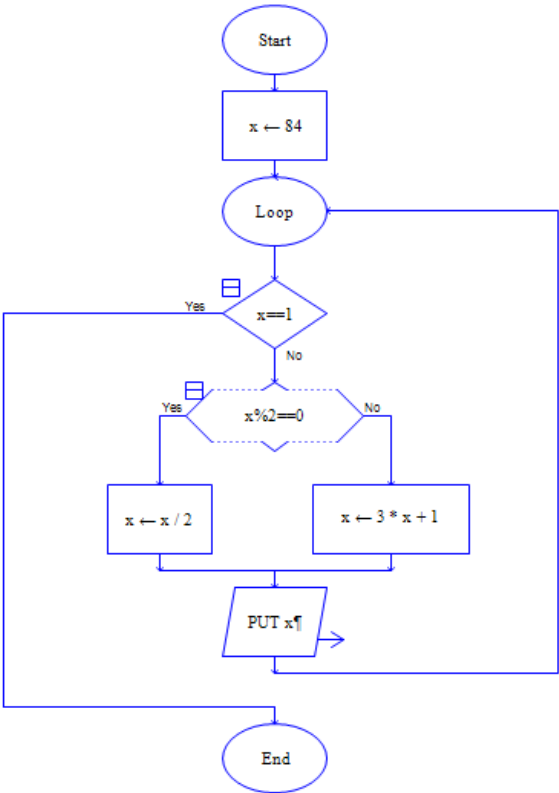 Start
x ← 84
Loop
Yes
x==1
No
Yes
x%2==0
No
x ← x / 2
x ← 3 * x + 1
PUT x¶
End